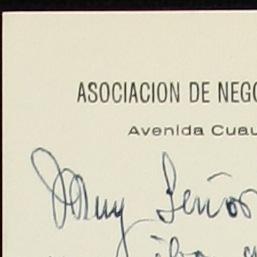 ASOCIACION DE NEGO
Avenida Cuau
Muy Señor